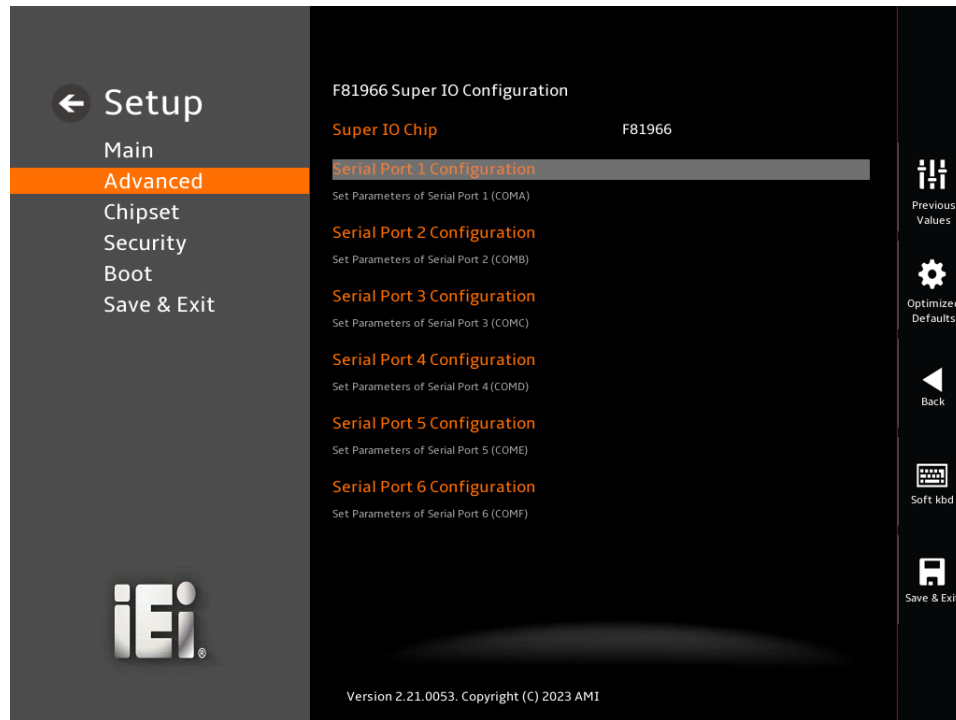 Setup
Main
Advanced
Chipset
Security
Boot
Save & Exit
iEi®
F81966 Super IO Configuration
Super IO Chip F81966
Serial Port 1 Configuration
Set Parameters of Serial Port 1 (COMA)
Serial Port 2 Configuration
Set Parameters of Serial Port 2 (COMB)
Serial Port 3 Configuration
Set Parameters of Serial Port 3 (COMC)
Serial Port 4 Configuration
Set Parameters of Serial Port 4 (COMD)
Serial Port 5 Configuration
Set Parameters of Serial Port 5 (COME)
Serial Port 6 Configuration
Set Parameters of Serial Port 6 (COMF)
Version 2.21.0053. Copyright (C) 2023 AMI
Previous
Values
Optimized
Defaults
Back
Soft kbd
Save & Exit